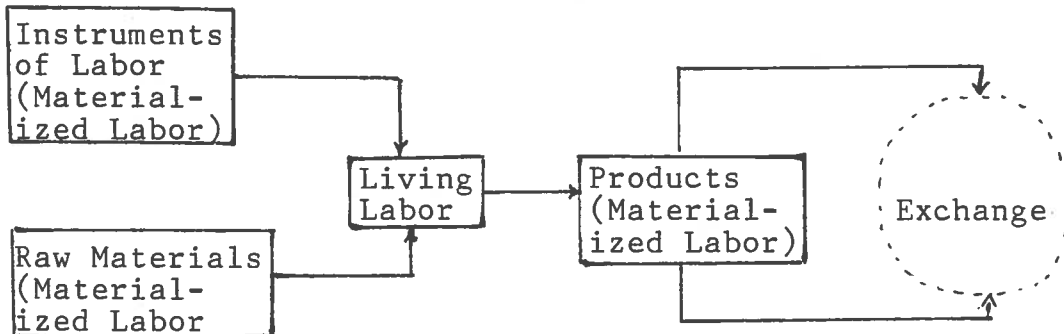 Instruments
of Labor
(Material-
ized Labor)
Living
Labor
Products
(Material-
ized Labor)
Exchange
Raw Materials
(Material-
ized Labor